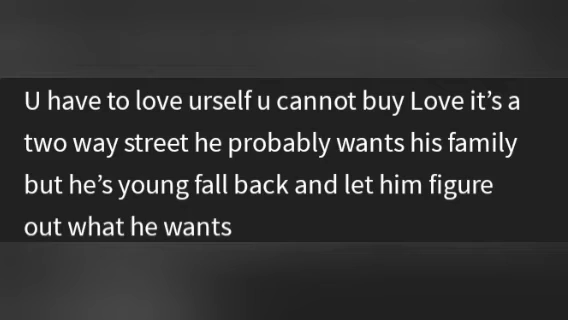 U have to love urself u cannot buy Love it’s a
two way street he probably wants his family
but he’s young fall back and let him figure
out what he wants